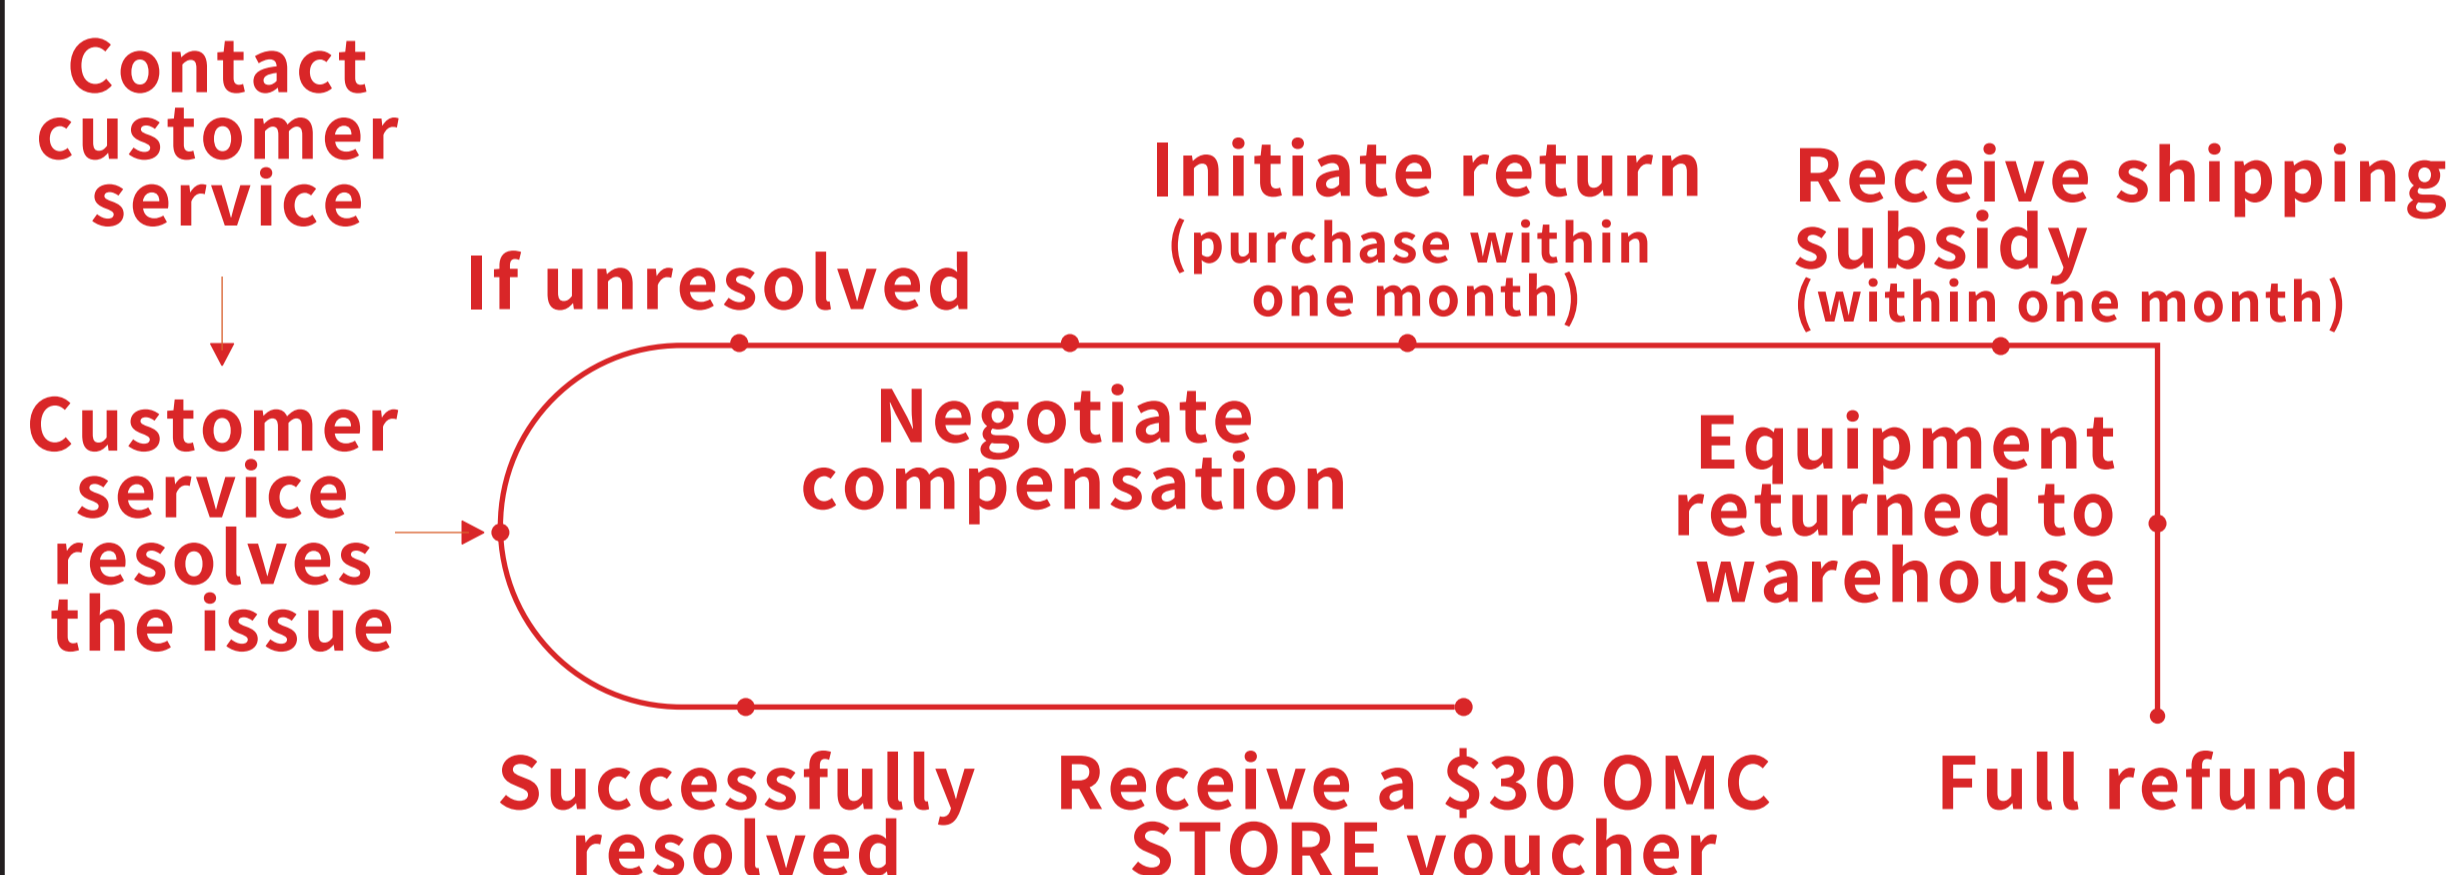 Contact
customer
service
Customer
service
resolves
the issue
If unresolved
Negotiate
compensation
Initiate return
(purchase within
one month)
Receive shipping
subsidy
(within one month)
Equipment
returned to
warehouse
Full refund
Successfully
resolved
Receive a $30 OMC
STORE voucher